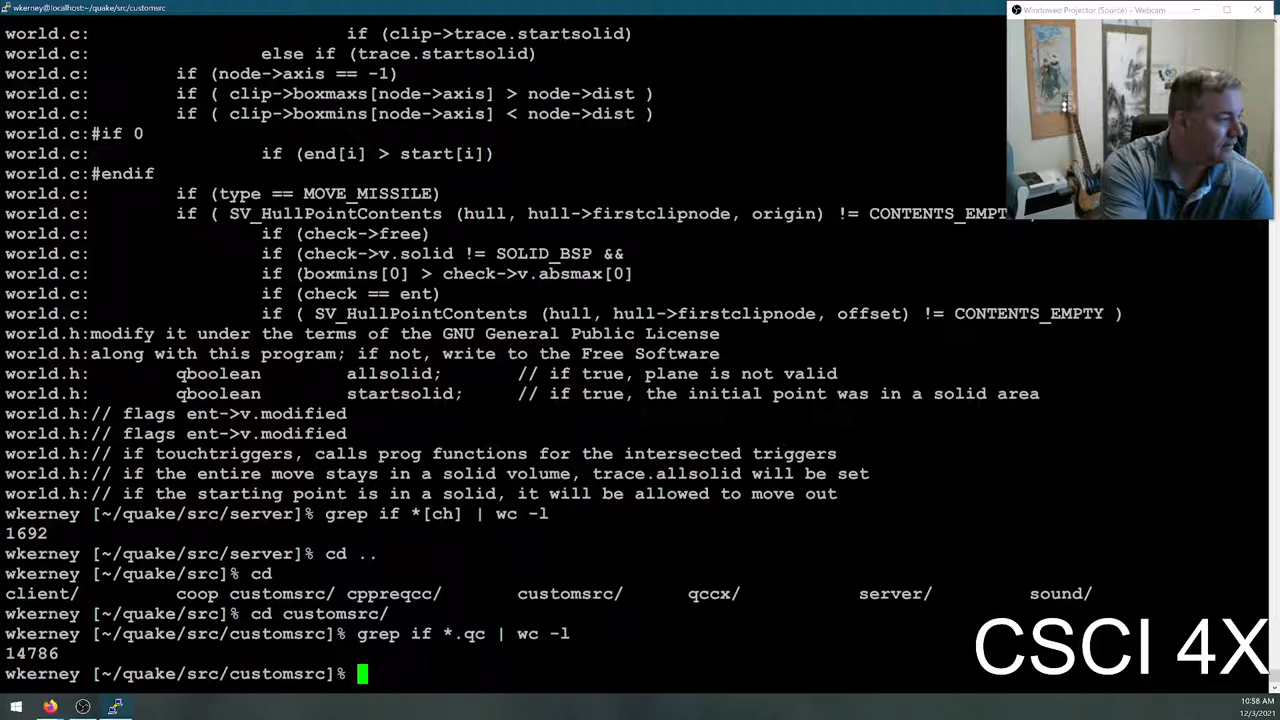 wkerney@localhost:~/quake/src/customsrc
Windowed Projector (Source) - Webcam
world.c: if (clip->trace.startsolid)
world.c: else if (trace.startsolid)
world.c: if (node->axis == -1)
world.c: if ( clip->boxmaxs[node->axis] > node->dist )
world.c: if ( clip->boxmins[node->axis] < node->dist )
world.c:#if 0
world.c: if (end[i] > start[i])
world.c:#endif
world.c: if (type == MOVE_MISSILE)
world.c: if ( SV_HullPointContents (hull, hull->firstclipnode, origin) != CONTENTS_EMPT
world.c: if (check->free)
world.c: if (check->v.solid != SOLID_BSP &&
world.c: if (boxmins[0] > check->v.absmax[0]
world.c: if (check == ent)
world.c: if ( SV_HullPointContents (hull, hull->firstclipnode, offset) != CONTENTS_EMPTY )
world.h:modify it under the terms of the GNU General Public License
world.h:along with this program; if not, write to the Free Software
world.h: qboolean allsolid; // if true, plane is not valid
world.h: qboolean startsolid; // if true, the initial point was in a solid area
world.h:// flags ent->v.modified
world.h:// flags ent->v.modified
world.h:// if touchtriggers, calls prog functions for the intersected triggers
world.h:// if the entire move stays in a solid volume, trace.allsolid will be set
world.h:// if the starting point is in a solid, it will be allowed to move out
wkerney [~/quake/src/server]% grep if *[ch] | wc -l
1692
wkerney [~/quake/src/server]% cd ..
wkerney [~/quake/src]% cd
client/ coop customsrc/ cppreqcc/ customsrc/ qccx/ server/ sound/
wkerney [~/quake/src]% cd customsrc/
wkerney [~/quake/src/customsrc]% grep if *.qc | wc -l
14786
wkerney [~/quake/src/customsrc]%
CSCI 4X
10:58 AM
12/3/2021